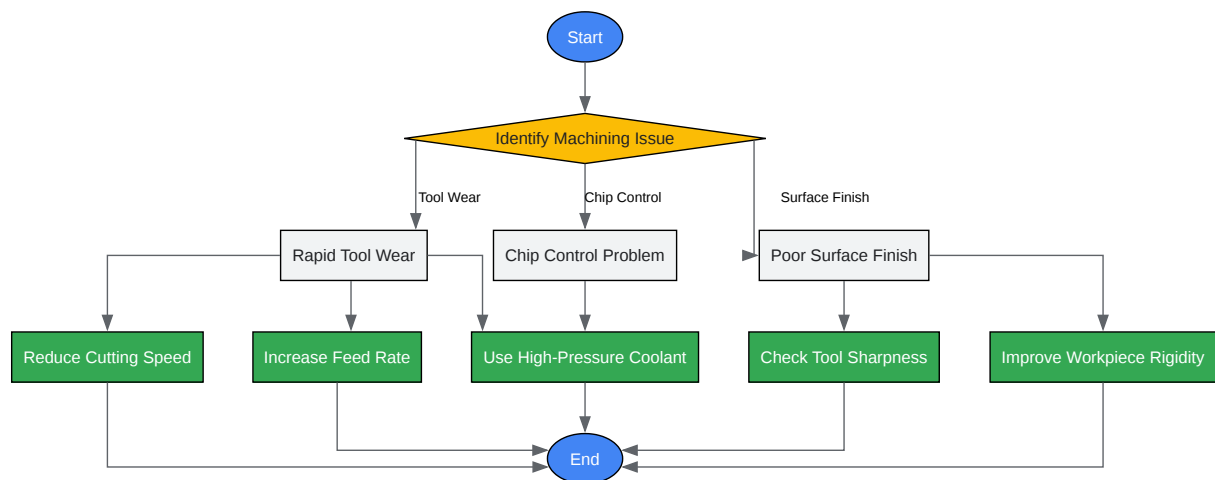 Start
Identify Machining Issue
Tool Wear
Chip Control
Surface Finish
Rapid Tool Wear
Chip Control Problem
Poor Surface Finish
Reduce Cutting Speed
Increase Feed Rate
Use High-Pressure Coolant
Check Tool Sharpness
Improve Workpiece Rigidity
End